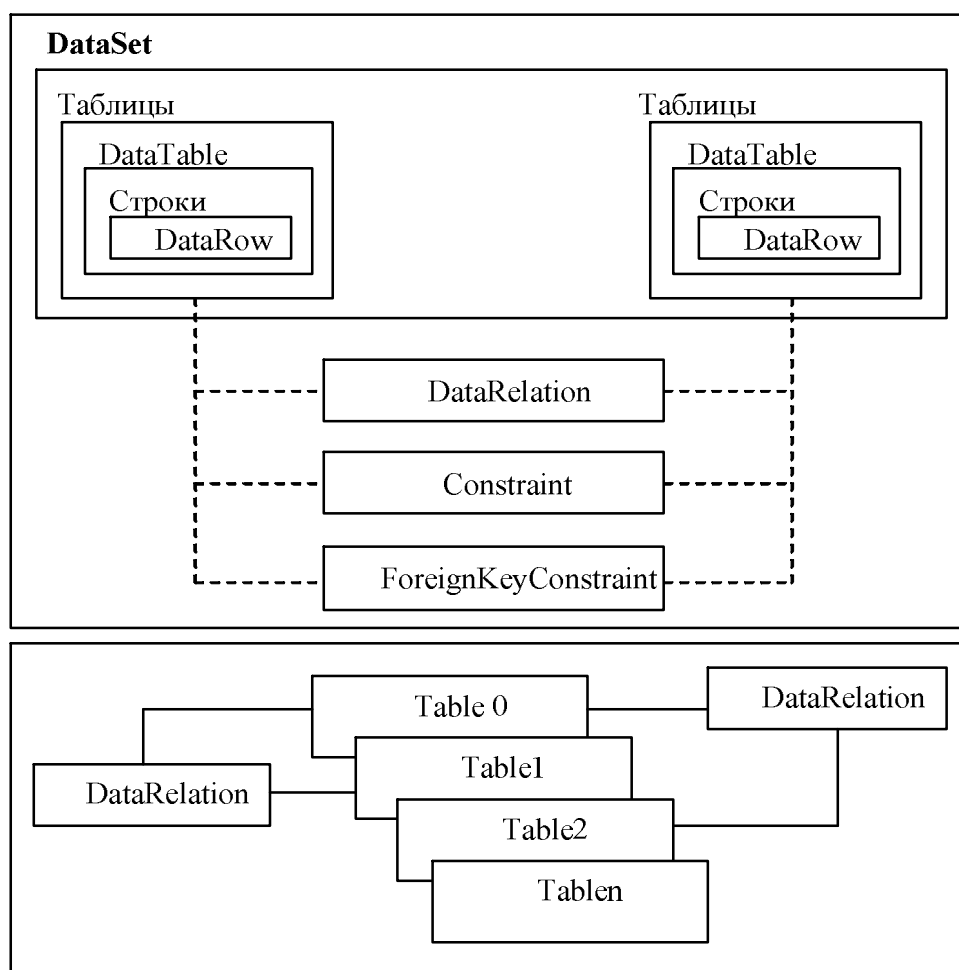 DataSet
Таблицы
Таблицы
DataTable
DataTable
Строки
Строки
DataRow
DataRow
DataRelation
Constraint
ForeignKeyConstraint
Table 0
DataRelation
Table1
DataRelation
Table2
Tablen